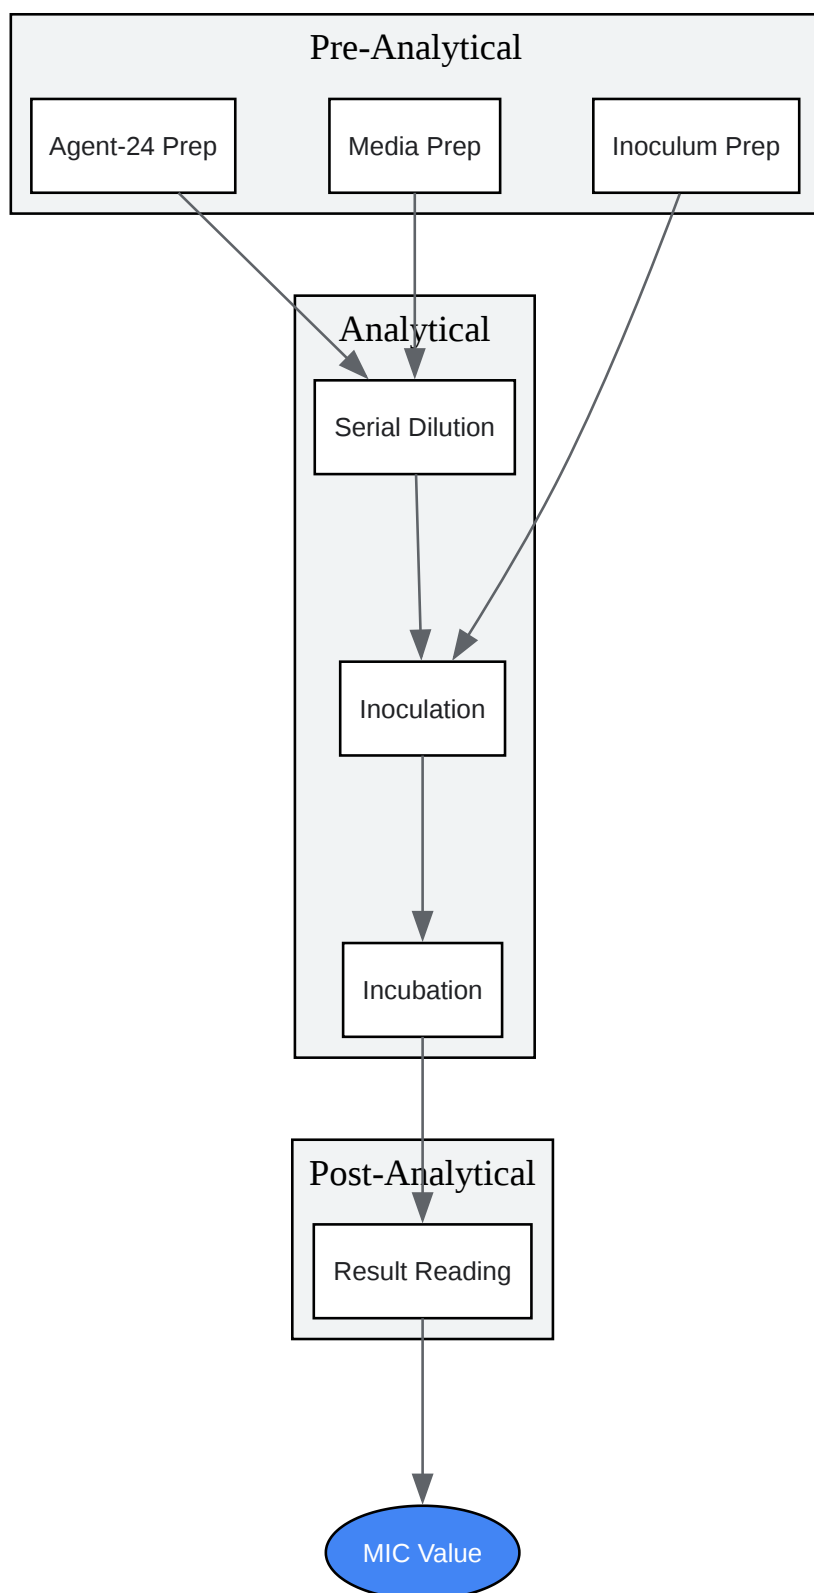 Pre-Analytical
Agent-24 Prep
Media Prep
Inoculum Prep
Analytical
Serial Dilution
Inoculation
Incubation
Post-Analytical
Result Reading
MIC Value